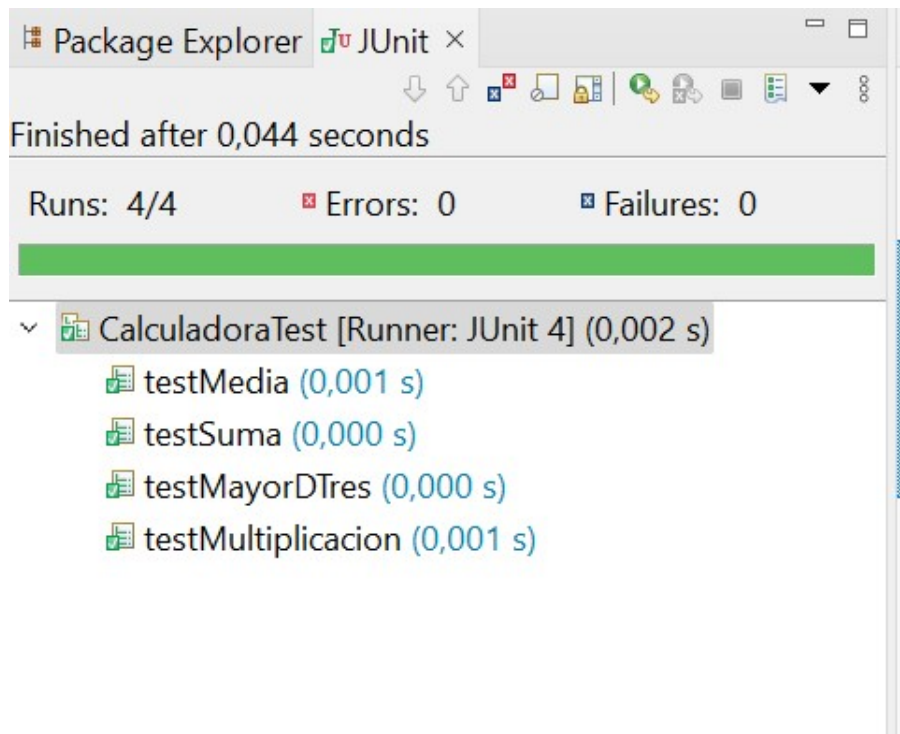 Package Explorer JUnit
Finished after 0,044 seconds
Runs: 4/4 Errors: 0 Failures: 0
CalculadoraTest [Runner: JUnit 4] (0,002 s)
testMedia (0,001 s)
testSuma (0,000 s)
testMayorDTres (0,000 s)
testMultiplicacion (0,001 s)